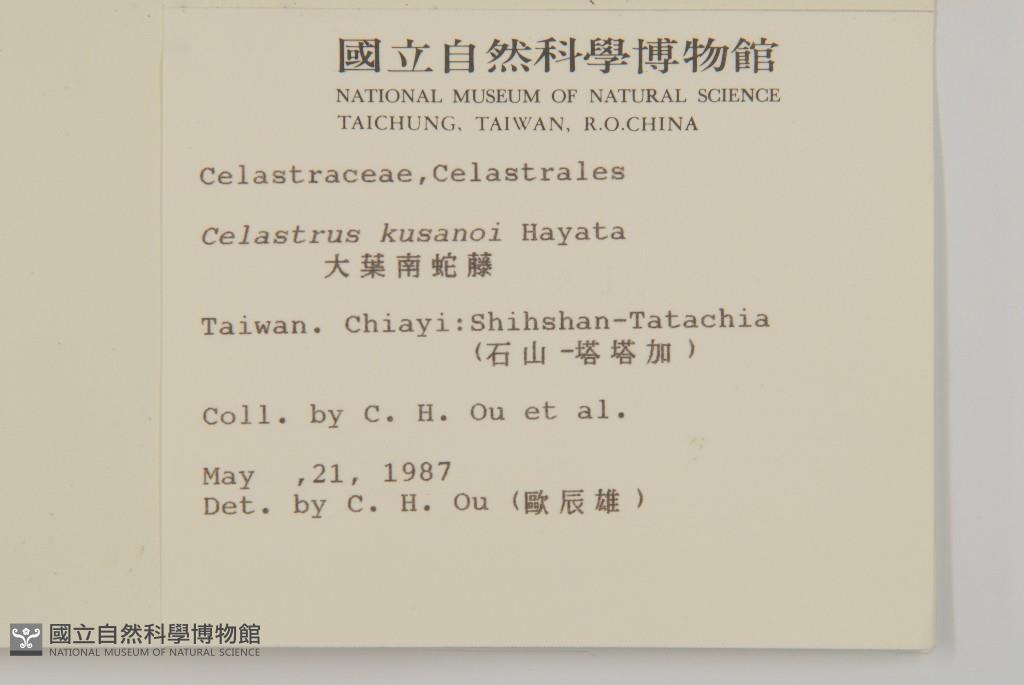 國立自然科學博物館
NATIONAL MUSEUM OF NATURAL SCIENCE
TAICHUNG, TAIWAN, R.O.CHINA
Celastraceae,Celastrales
Celastrus kusanoi Hayata
大葉南蛇藤
Taiwan. Chiayi:Shihshan-Tatachia
(石山-塔塔加)
Coll. by C. H. Ou et al.
May ,21, 1987
Det. by C. H. Ou (歐辰雄)
國立自然科學博物館
NATIONAL MUSEUM OF NATURAL SCIENCE